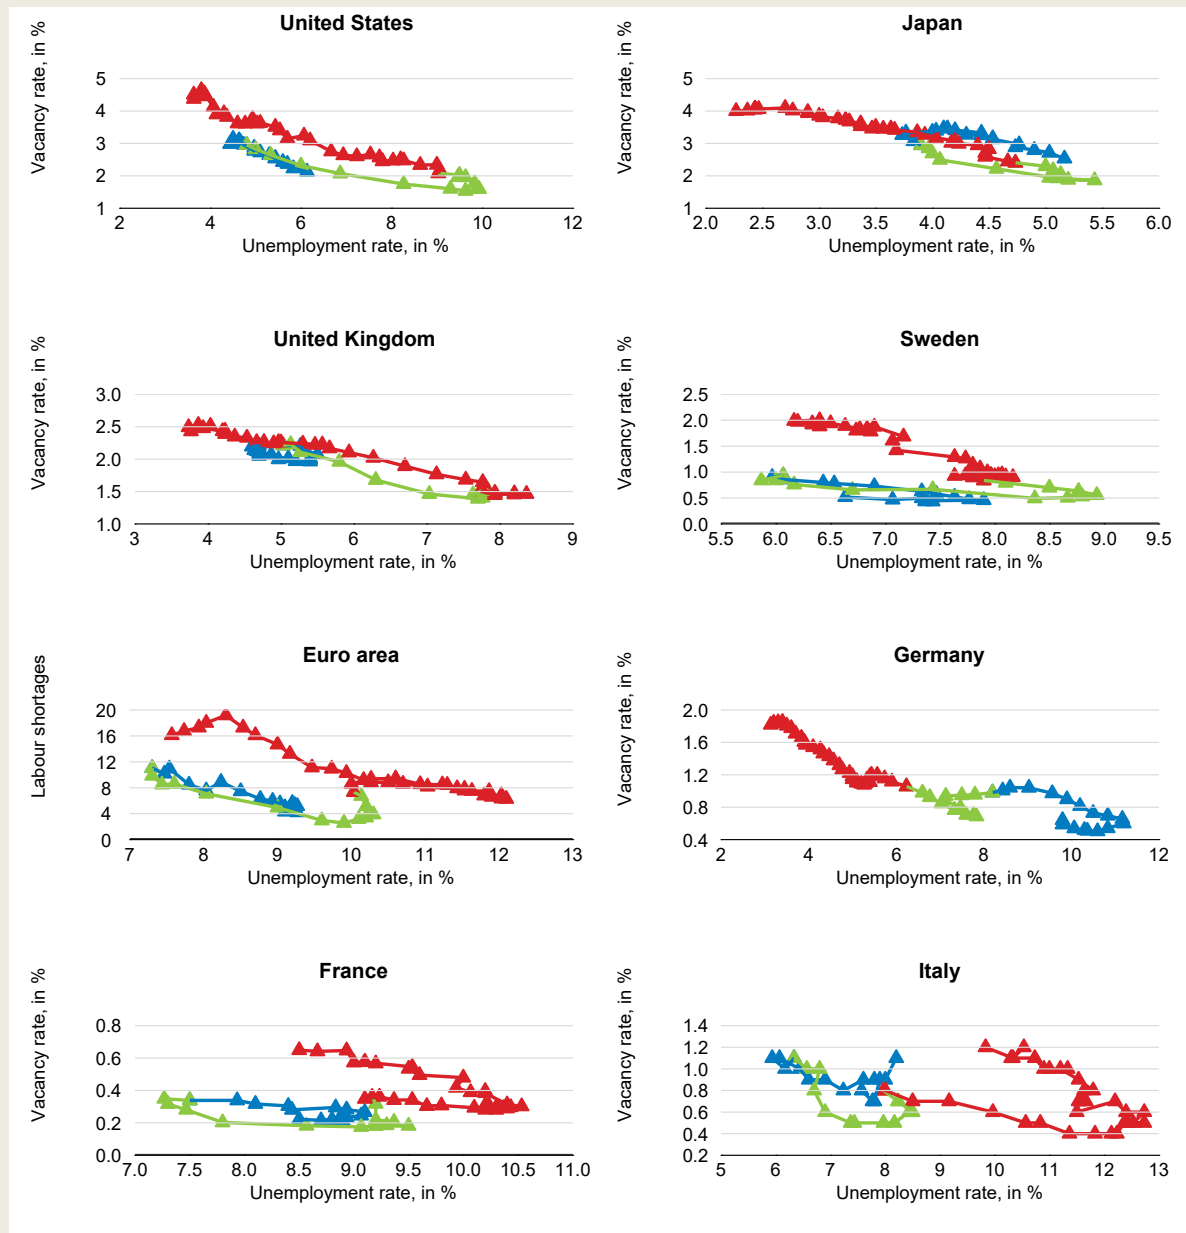 United States
Vacancy rate, in %
5
4
3
2
1
2 4 6 8 10 12
Unemployment rate, in %
Japan
Vacancy rate, in %
5
4
3
2
1
2.0 2.5 3.0 3.5 4.0 4.5 5.0 5.5 6.0
Unemployment rate, in %
United Kingdom
Vacancy rate, in %
3.0
2.5
2.0
1.5
1.0
3 4 5 6 7 8 9
Unemployment rate, in %
Sweden
Vacancy rate, in %
2.5
2.0
1.5
1.0
0.5
0.0
5.5 6.0 6.5 7.0 7.5 8.0 8.5 9.0 9.5
Unemployment rate, in %
Euro area
Labour shortages
20
16
12
8
4
0
7 8 9 10 11 12 13
Unemployment rate, in %
Germany
Vacancy rate, in %
2.0
1.6
1.2
0.8
0.4
2 4 6 8 10 12
Unemployment rate, in %
France
Vacancy rate, in %
0.8
0.6
0.4
0.2
0.0
7.0 7.5 8.0 8.5 9.0 9.5 10.0 10.5 11.0
Unemployment rate, in %
Italy
Vacancy rate, in %
1.4
1.2
1.0
0.8
0.6
0.4
0.2
5 6 7 8 9 10 11 12 13
Unemployment rate, in %